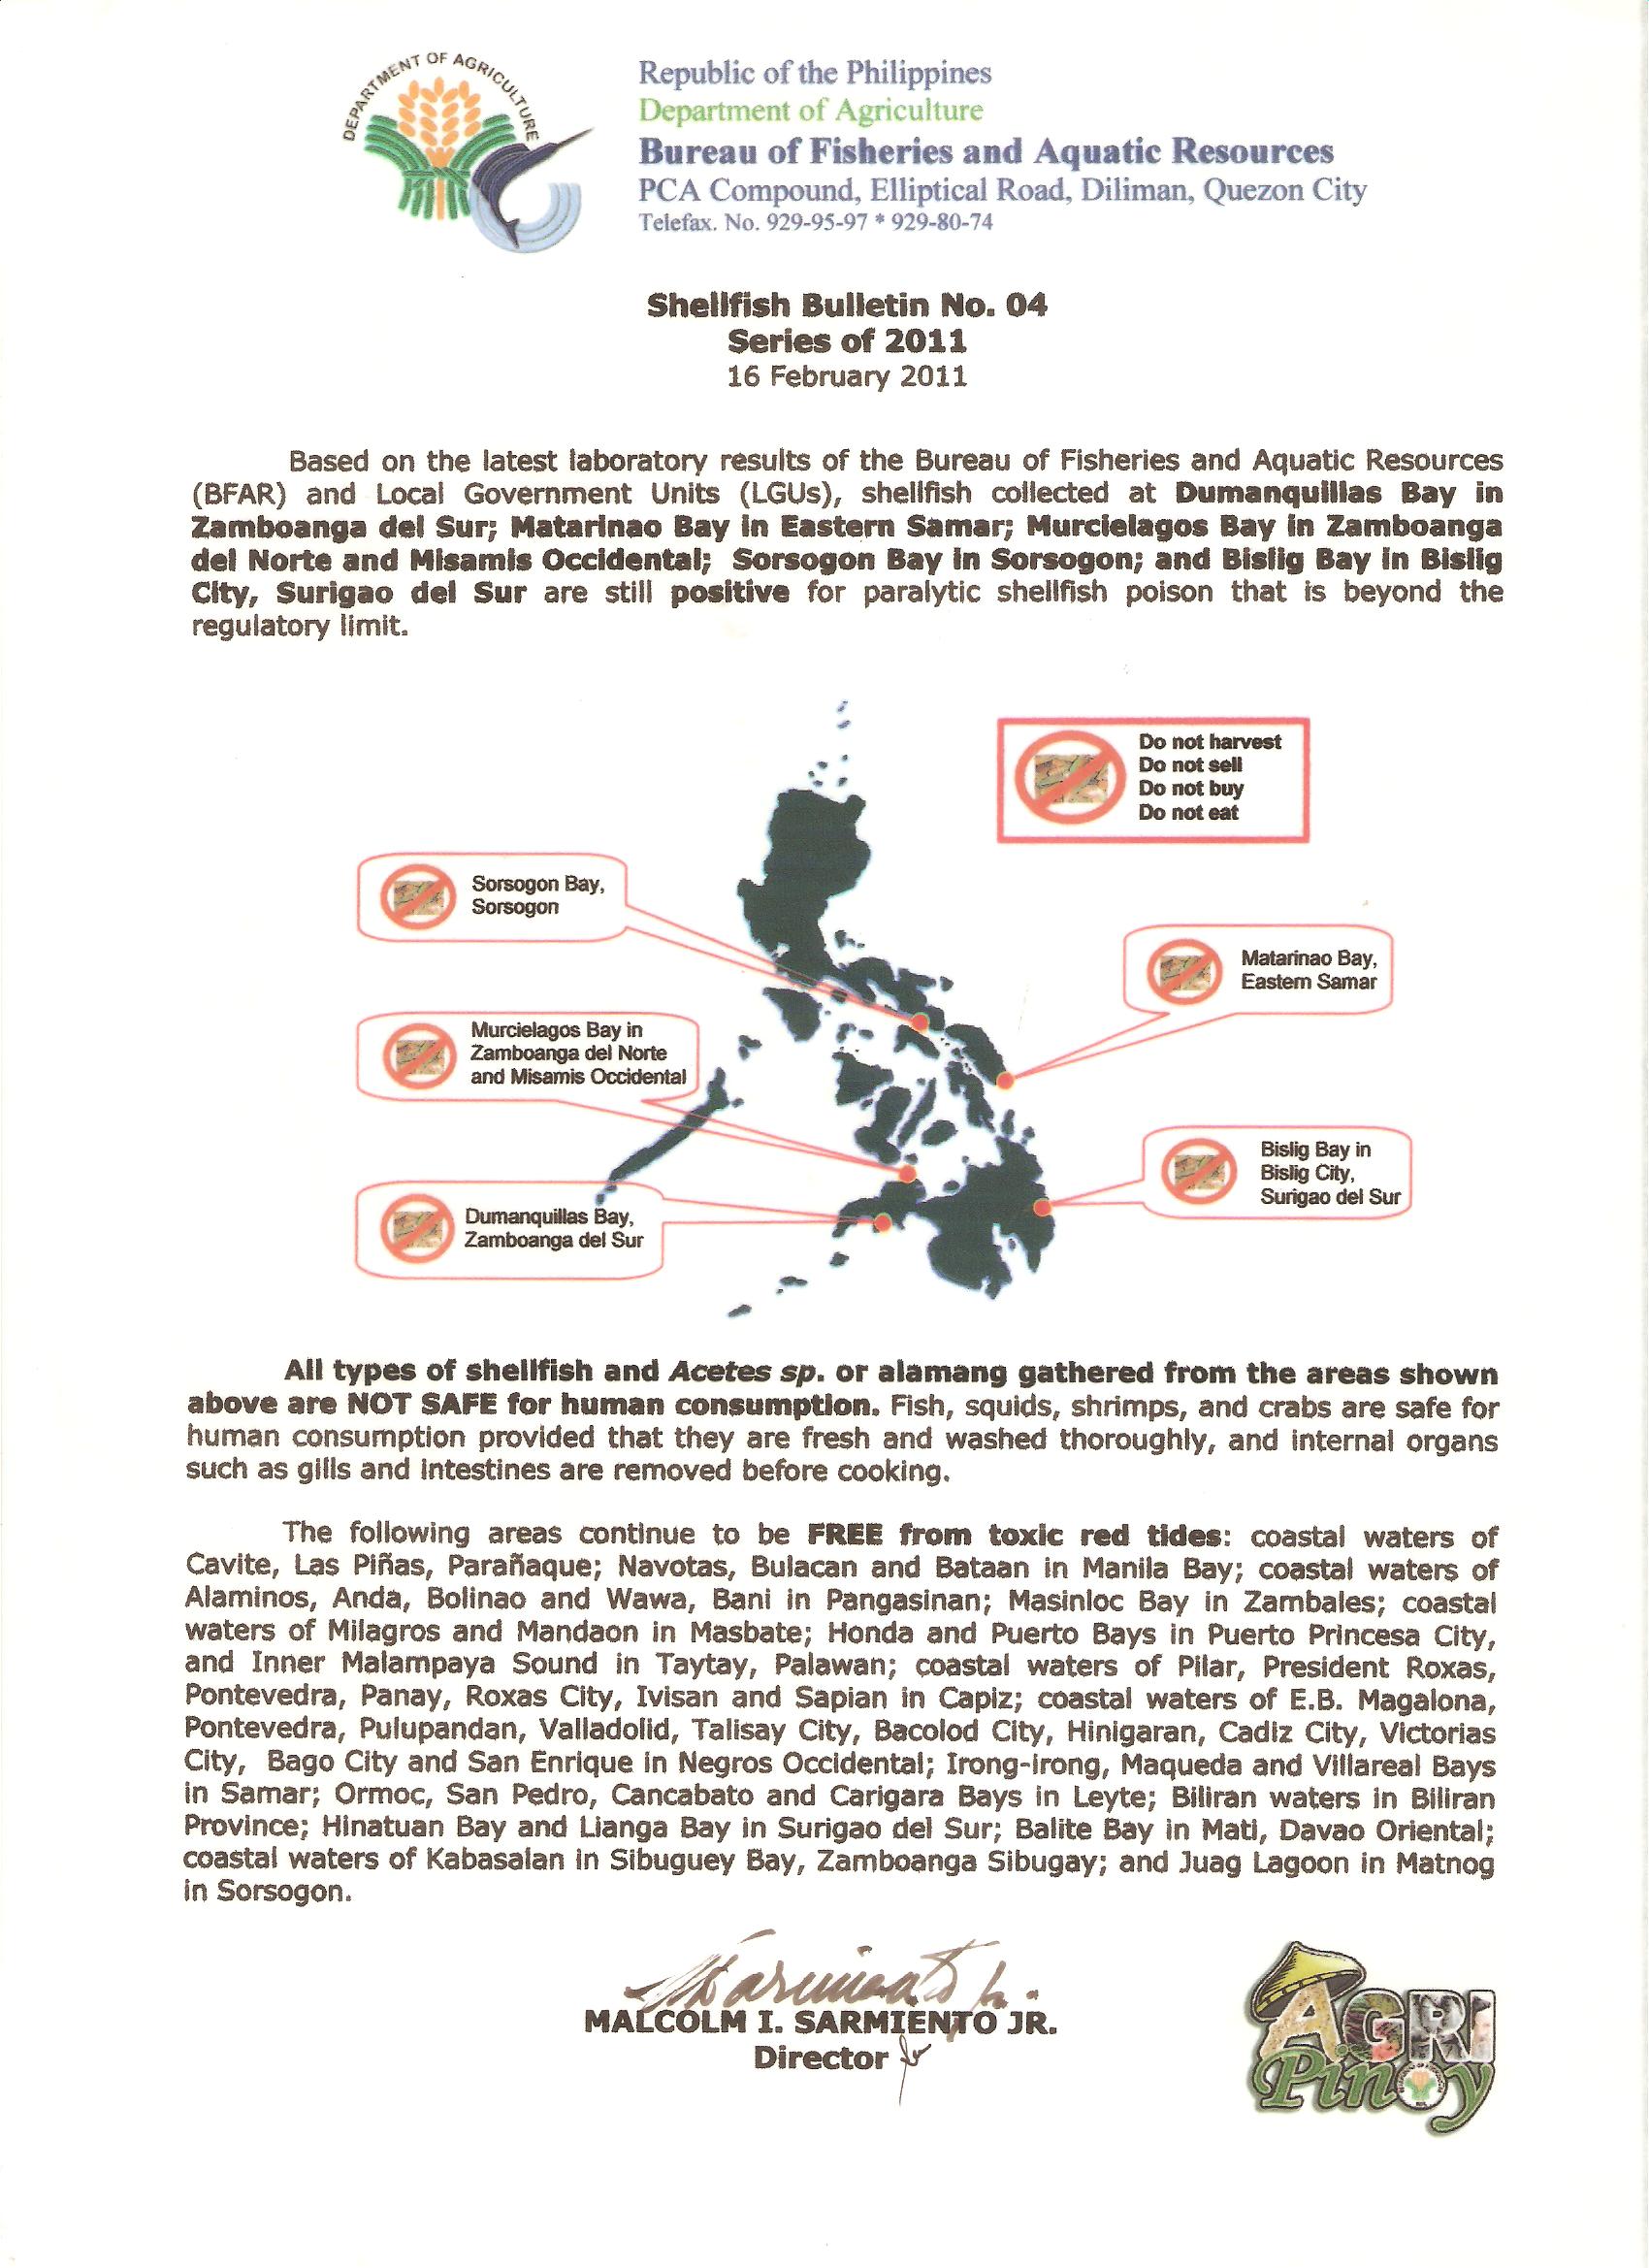 DEPARTMENT OF AGRICULTURE
Republic of the Philippines
Department of Agriculture
Bureau of Fisheries and Aquatic Resources
PCA Compound, Elliptical Road, Diliman, Quezon City
Telefax. No. 929-95-97 * 929-80-74
Shellfish Bulletin No. 04
Series of 2011
16 February 2011
Based on the latest laboratory results of the Bureau of Fisheries and Aquatic Resources
(BFAR) and Local Government Units (LGUs), shellfish collected at Dumanquillas Bay in
Zamboanga del Sur; Matarinao Bay in Eastern Samar; Murcielagos Bay in Zamboanga
del Norte and Misamis Occidental; Sorsogon Bay in Sorsogon; and Bislig Bay in Bislig
City, Surigao del Sur are still positive for paralytic shellfish poison that is beyond the
regulatory limit.
Do not harvest
Do not sell
Do not buy
Do not eat
Sorsogon Bay,
Sorsogon
Matarinao Bay,
Eastern Samar
Murcielagos Bay in
Zamboanga del Norte
and Misamis Occidental
Bislig Bay in
Bislig City,
Surigao del Sur
Dumanquillas Bay,
Zamboanga del Sur
All types of shellfish and Acetes sp. or alamang gathered from the areas shown
above are NOT SAFE for human consumption. Fish, squids, shrimps, and crabs are safe for
human consumption provided that they are fresh and washed thoroughly, and internal organs
such as gills and intestines are removed before cooking.
The following areas continue to be FREE from toxic red tides: coastal waters of
Cavite, Las Piñas, Parañaque; Navotas, Bulacan and Bataan in Manila Bay; coastal waters of
Alaminos, Anda, Bolinao and Wawa, Bani in Pangasinan; Masinloc Bay in Zambales; coastal
waters of Milagros and Mandaon in Masbate; Honda and Puerto Bays in Puerto Princesa City,
and Inner Malampaya Sound in Taytay, Palawan; coastal waters of Pilar, President Roxas,
Pontevedra, Panay, Roxas City, Ivisan and Sapian in Capiz; coastal waters of E.B. Magalona,
Pontevedra, Pulupandan, Valladolid, Talisay City, Bacolod City, Hinigaran, Cadiz City, Victorias
City, Bago City and San Enrique in Negros Occidental; Irong-irong, Maqueda and Villareal Bays
in Samar; Ormoc, San Pedro, Cancabato and Carigara Bays in Leyte; Biliran waters in Biliran
Province; Hinatuan Bay and Lianga Bay in Surigao del Sur; Balite Bay in Mati, Davao Oriental;
coastal waters of Kabasalan in Sibuguey Bay, Zamboanga Sibugay; and Juag Lagoon in Matnog
in Sorsogon.
MALCOLM I. SARMIENTO JR.
Director
AGRI
Pinoy